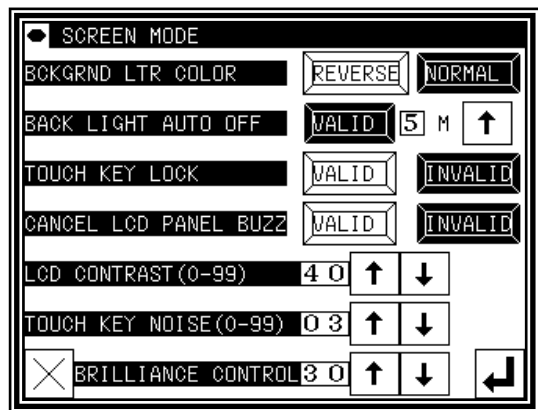 SCREEN MODE
BCKGRND LTR COLOR REVERSE NORMAL
BACK LIGHT AUTO OFF VALID 5 M
TOUCH KEY LOCK VALID INVALID
CANCEL LCD PANEL BUZZ VALID INVALID
LCD CONTRAST(0-99) 40
TOUCH KEY NOISE(0-99) 03
BRILLIANCE CONTROL 30